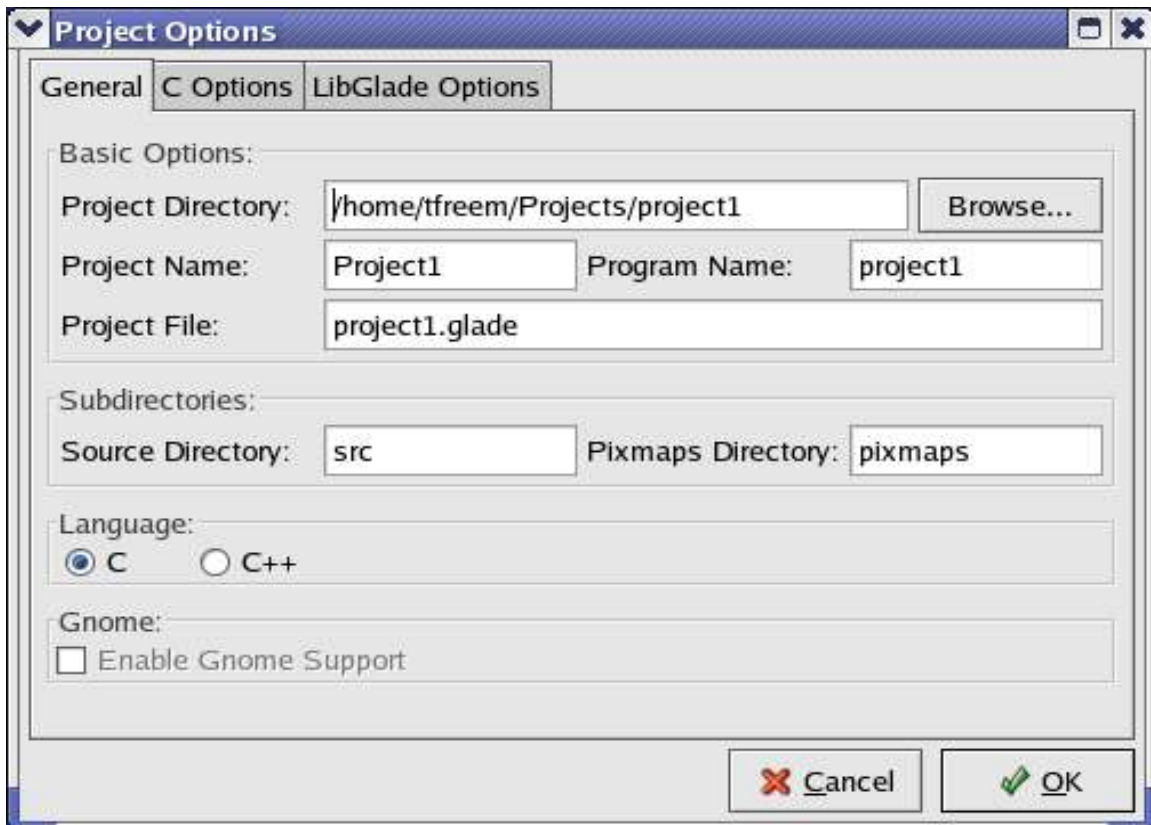 Project Options
General C Options LibGlade Options
Basic Options:
Project Directory: /home/tfreem/Projects/project1 Browse...
Project Name: Project1 Program Name: project1
Project File: project1.glade
Subdirectories:
Source Directory: src Pixmaps Directory: pixmaps
Language:
C C++
Gnome:
Enable Gnome Support
Cancel OK